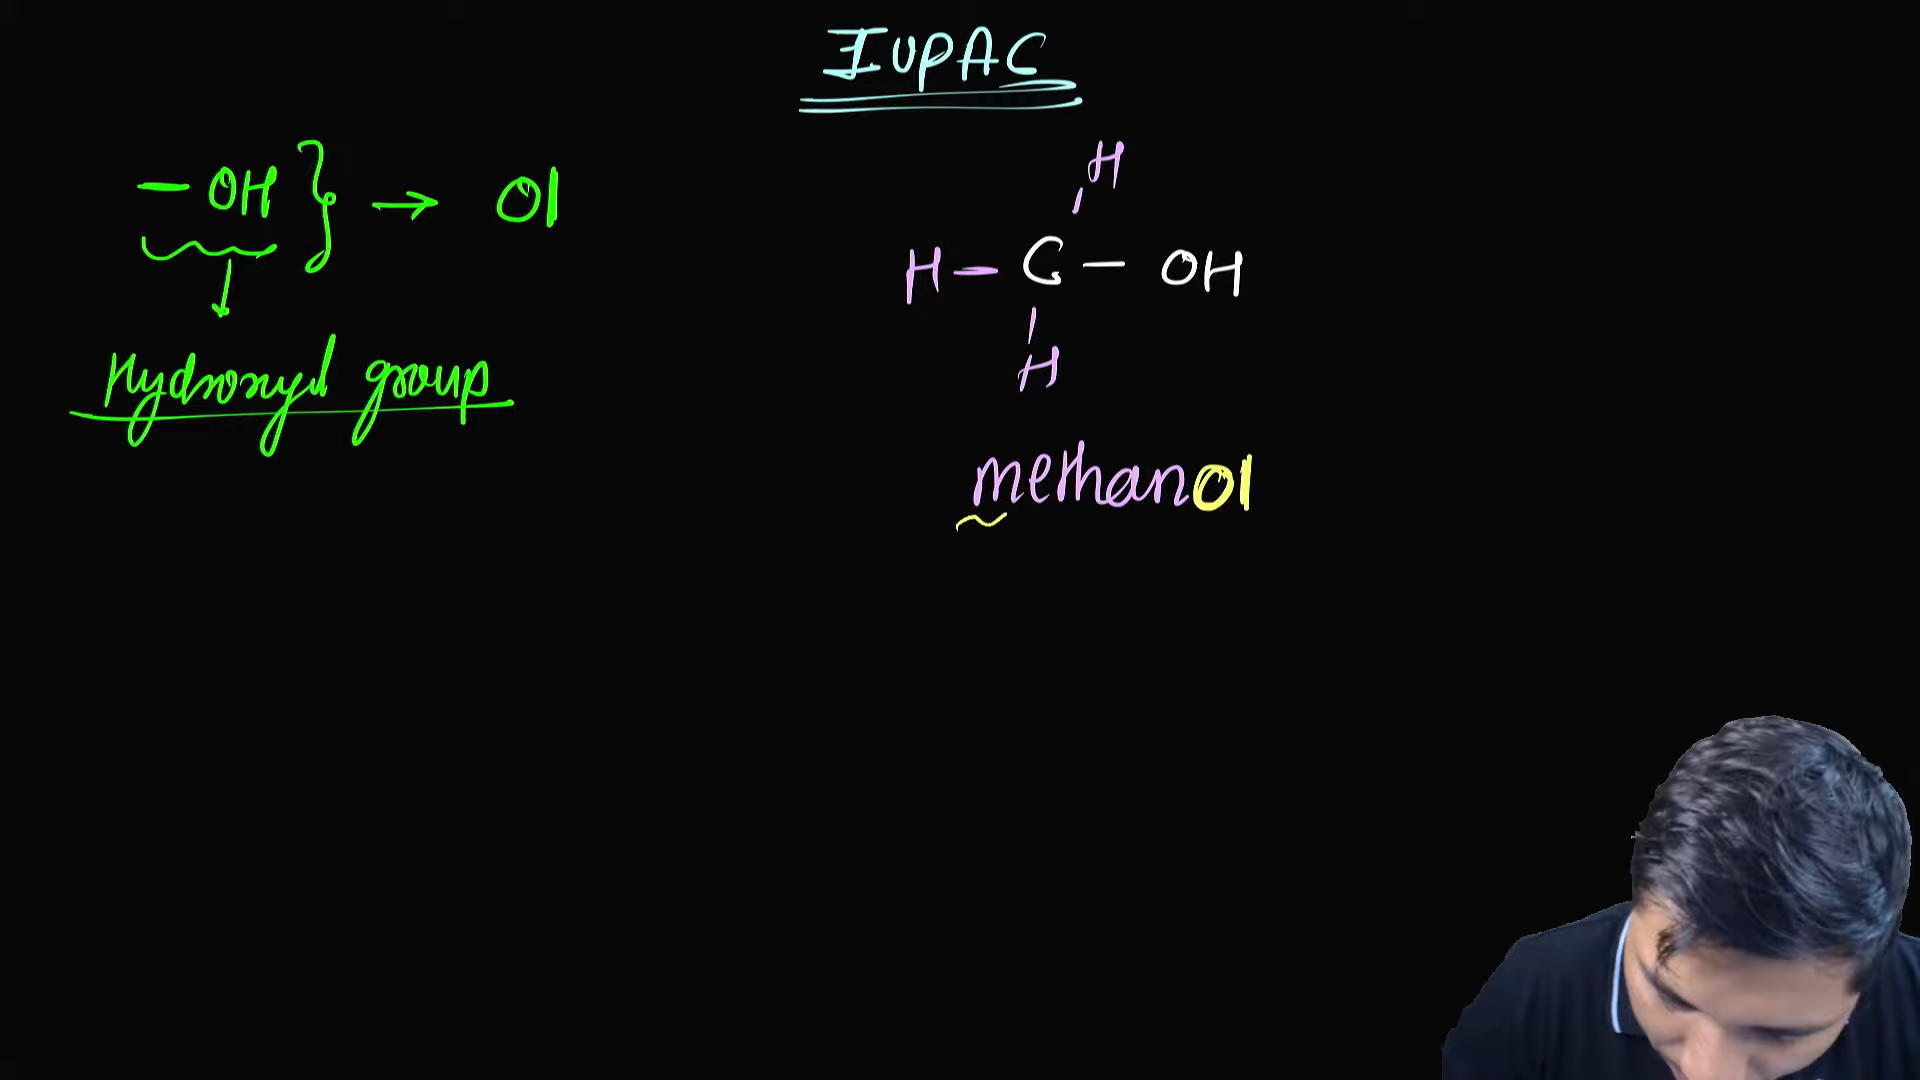 IUPAC
- OH } → Ol
Hydroxyl group
H
H - C - OH
H
methanol